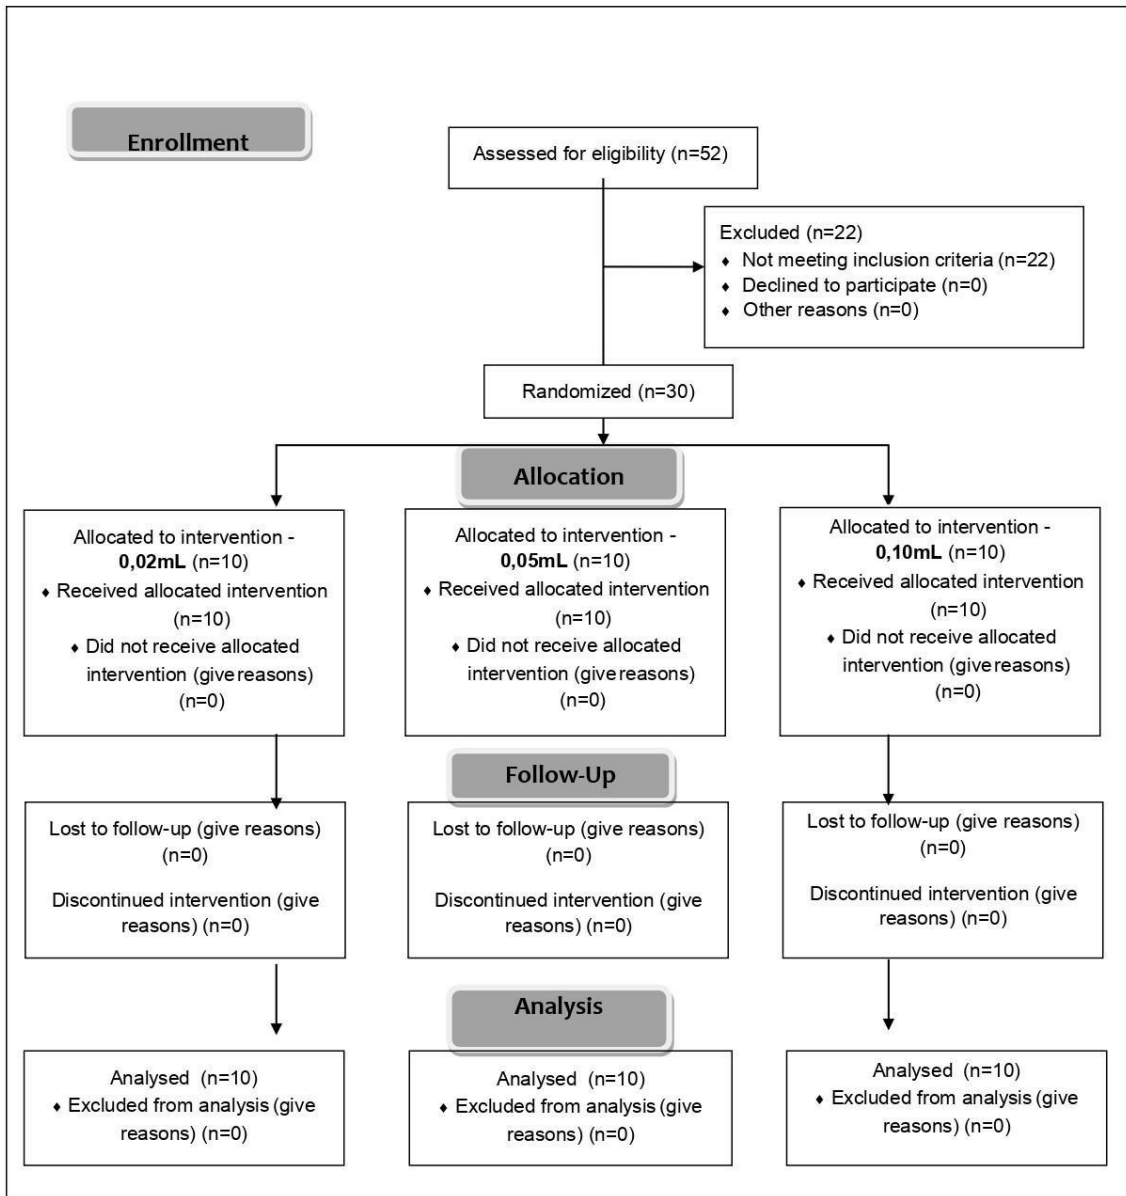 Enrollment
Assessed for eligibility (n=52)
Excluded (n=22)
♦ Not meeting inclusion criteria (n=22)
♦ Declined to participate (n=0)
♦ Other reasons (n=0)
Randomized (n=30)
Allocation
Allocated to intervention -
0,02mL (n=10)
♦ Received allocated intervention
(n=10)
♦ Did not receive allocated
intervention (give reasons)
(n=0)
Allocated to intervention -
0,05mL (n=10)
♦ Received allocated intervention
(n=10)
♦ Did not receive allocated
intervention (give reasons)
(n=0)
Allocated to intervention -
0,10mL (n=10)
♦ Received allocated intervention
(n=10)
♦ Did not receive allocated
intervention (give reasons)
(n=0)
Follow-Up
Lost to follow-up (give reasons)
(n=0)
Discontinued intervention (give
reasons) (n=0)
Lost to follow-up (give reasons)
(n=0)
Discontinued intervention (give
reasons) (n=0)
Lost to follow-up (give reasons)
(n=0)
Discontinued intervention (give
reasons) (n=0)
Analysis
Analysed (n=10)
♦ Excluded from analysis (give
reasons) (n=0)
Analysed (n=10)
♦ Excluded from analysis (give
reasons) (n=0)
Analysed (n=10)
♦ Excluded from analysis (give
reasons) (n=0)